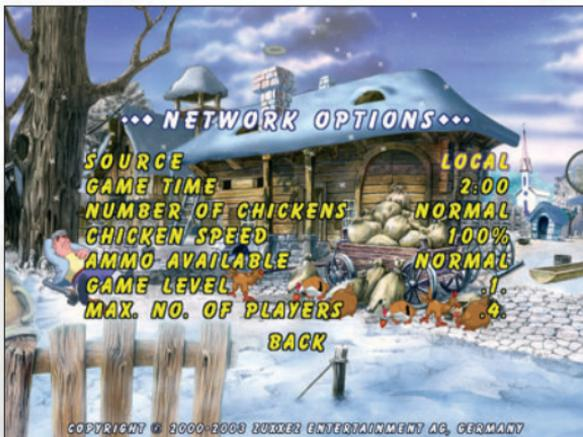 ••• NETWORK OPTIONS •••
SOURCE LOCAL
GAME TIME 2:00
NUMBER OF CHICKENS NORMAL
CHICKEN SPEED 100%
AMMO AVAILABLE NORMAL
GAME LEVEL .1.
MAX. NO. OF PLAYERS .4.
BACK
COPYRIGHT © 2000-2003 ZUXXEZ ENTERTAINMENT AG, GERMANY